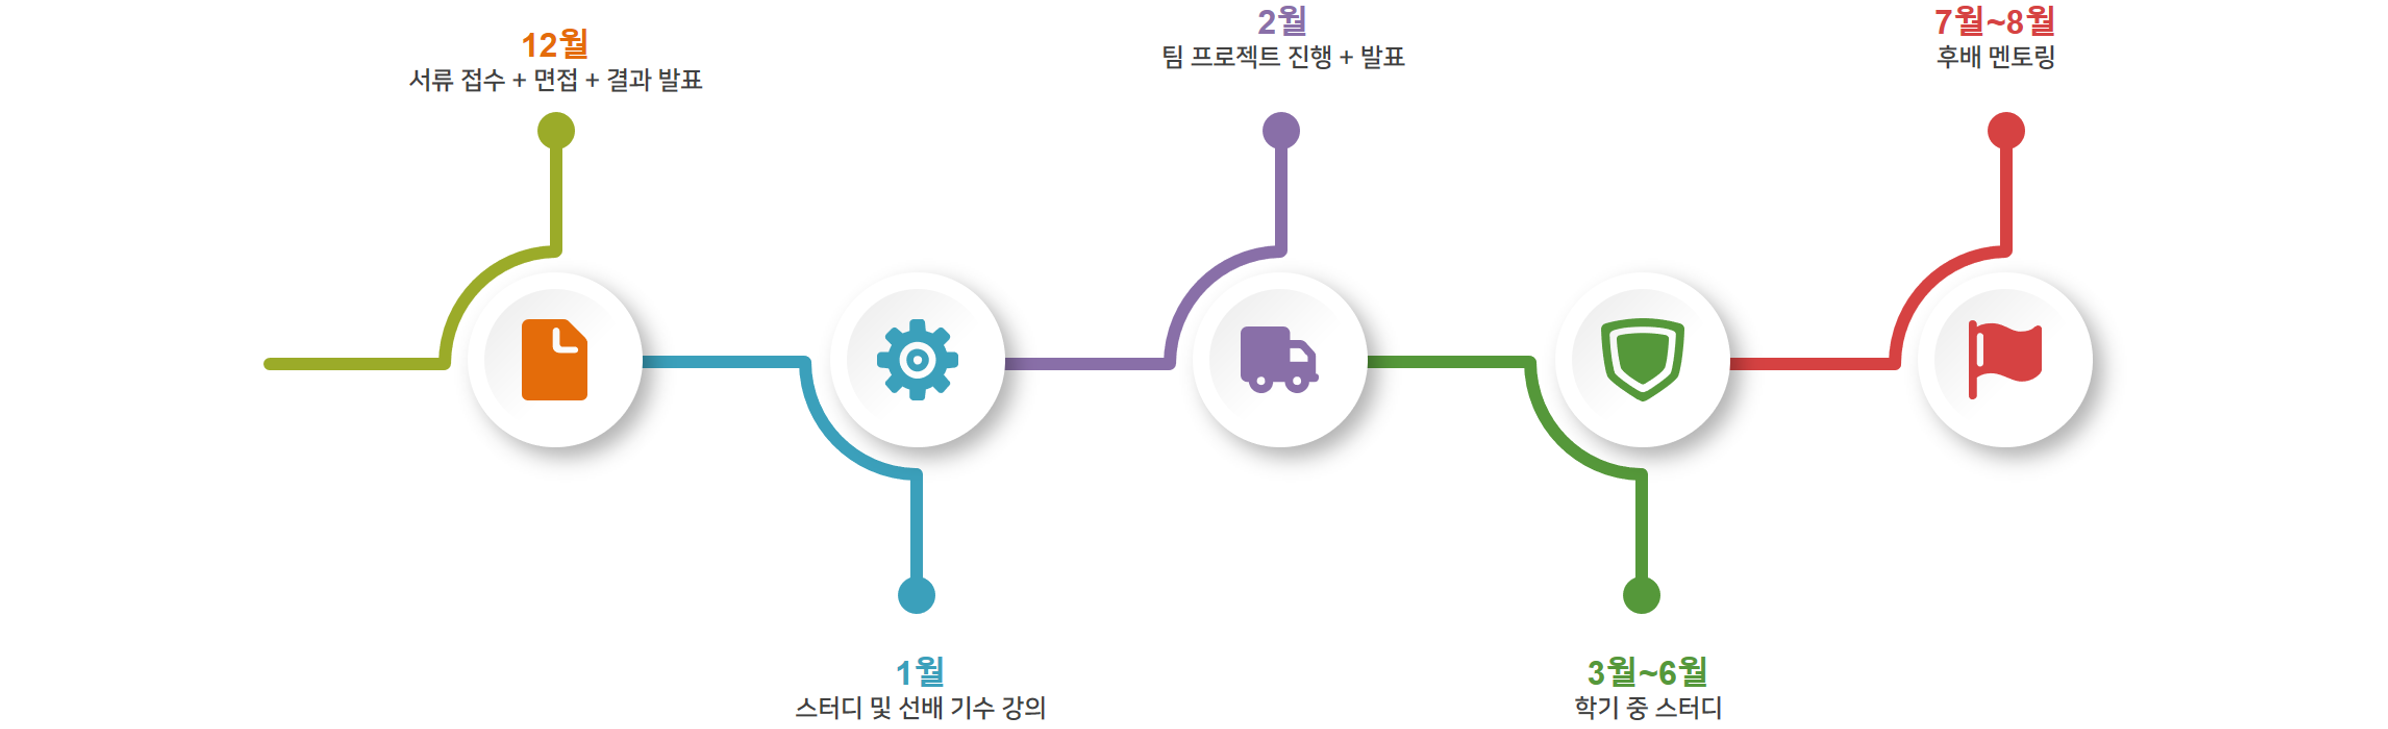 12월
서류 접수 + 면접 + 결과 발표
1월
스터디 및 선배 기수 강의
2월
팀 프로젝트 진행 + 발표
3월~6월
학기 중 스터디
7월~8월
후배 멘토링